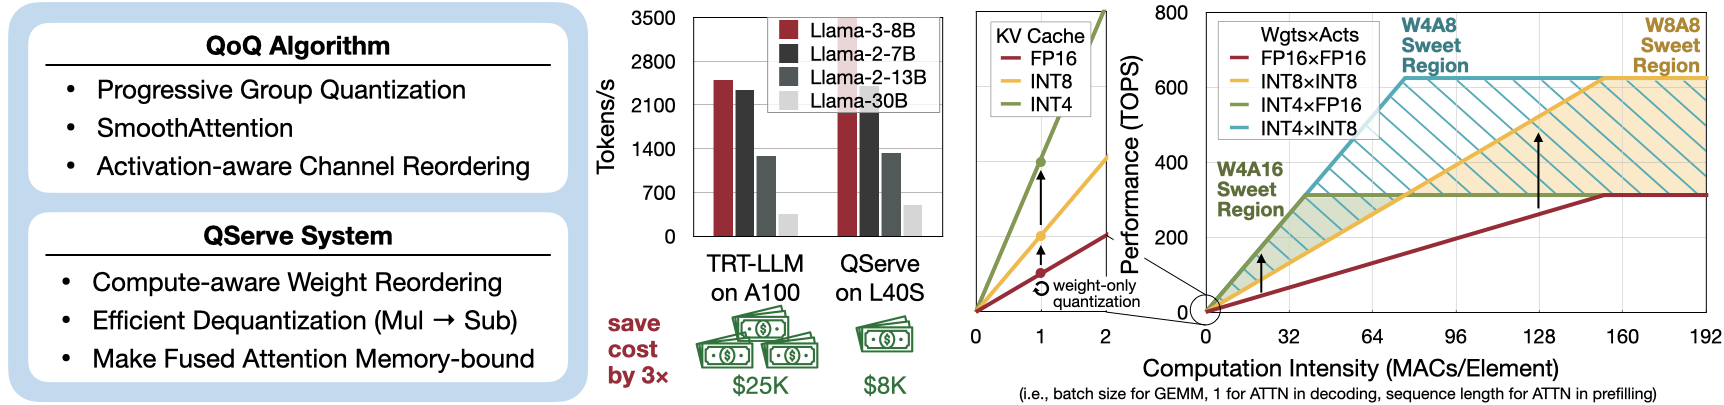 QoQ Algorithm
• Progressive Group Quantization
• SmoothAttention
• Activation-aware Channel Reordering
QServe System
• Compute-aware Weight Reordering
• Efficient Dequantization (Mul → Sub)
• Make Fused Attention Memory-bound
Tokens/s
3500
2800
2100
1400
700
0
Llama-3-8B
Llama-2-7B
Llama-2-13B
Llama-30B
TRT-LLM
on A100
QServe
on L40S
save
cost
by 3×
$25K
$8K
KV Cache
FP16
INT8
INT4
weight-only
quantization
0
1
2
Performance (TOPS)
800
600
400
200
0
Wgts×Acts
FP16×FP16
INT8×INT8
INT4×FP16
INT4×INT8
W4A8
Sweet
Region
W8A8
Sweet
Region
W4A16
Sweet
Region
0
32
64
96
128
160
192
Computation Intensity (MACs/Element)
(i.e., batch size for GEMM, 1 for ATTN in decoding, sequence length for ATTN in prefilling)